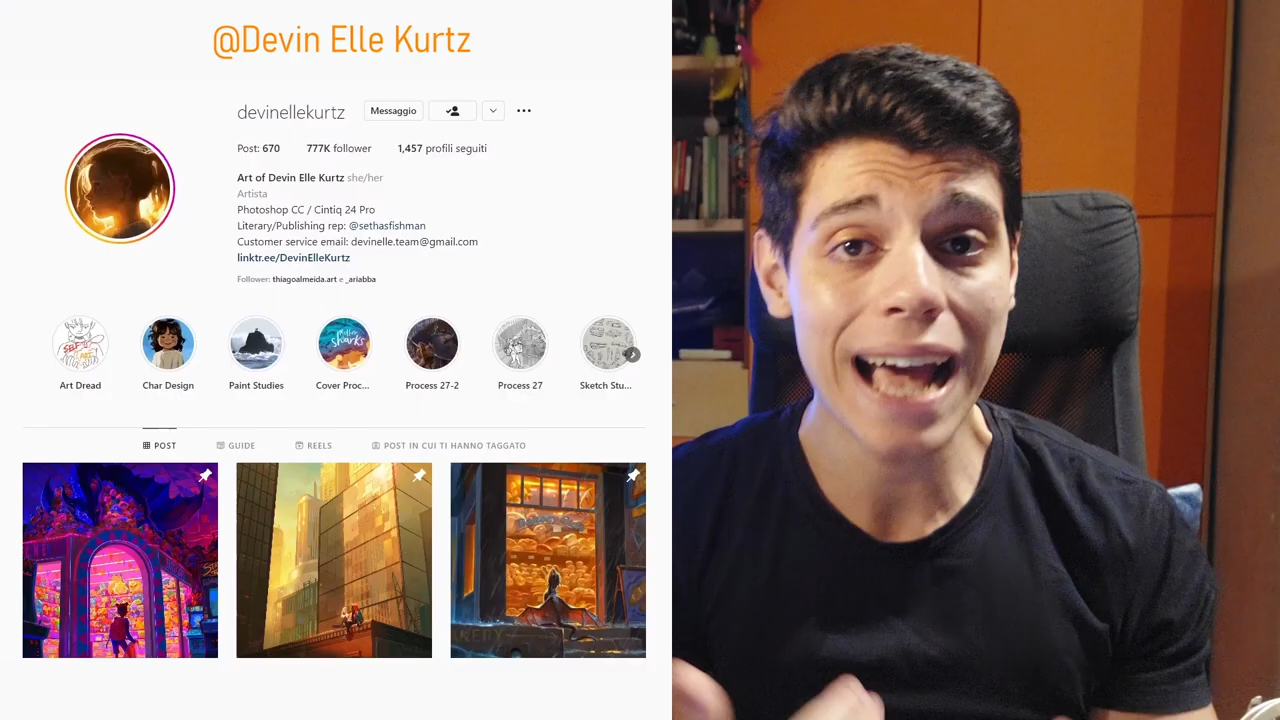 @Devin Elle Kurtz
devinellekurtz Messaggio
Post: 670 777K follower 1,457 profili seguiti
Art of Devin Elle Kurtz she/her
Artista
Photoshop CC / Cintiq 24 Pro
Literary/Publishing rep: @sethasfishman
Customer service email: devinelle.team@gmail.com
linktr.ee/DevinElleKurtz
Follower: thiagoalmeida.art e _ariabba
Art Dread Char Design Paint Studies Cover Proc... Process 27-2 Process 27 Sketch Stu...
POST GUIDE REELS POST IN CUI TI HANNO TAGGATO